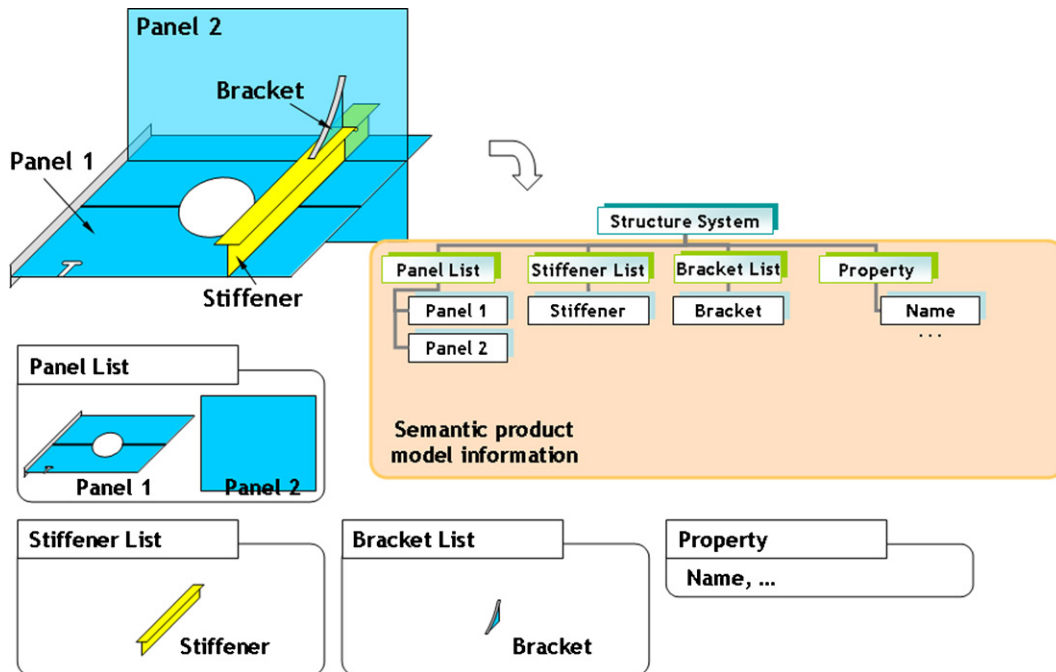 Panel 2
Bracket
Panel 1
Stiffener
Structure System
Panel List
Stiffener List
Bracket List
Property
Panel 1
Stiffener
Bracket
Name
...
Panel 2
Semantic product
model information
Panel List
Panel 1
Panel 2
Stiffener List
Stiffener
Bracket List
Bracket
Property
Name, ...